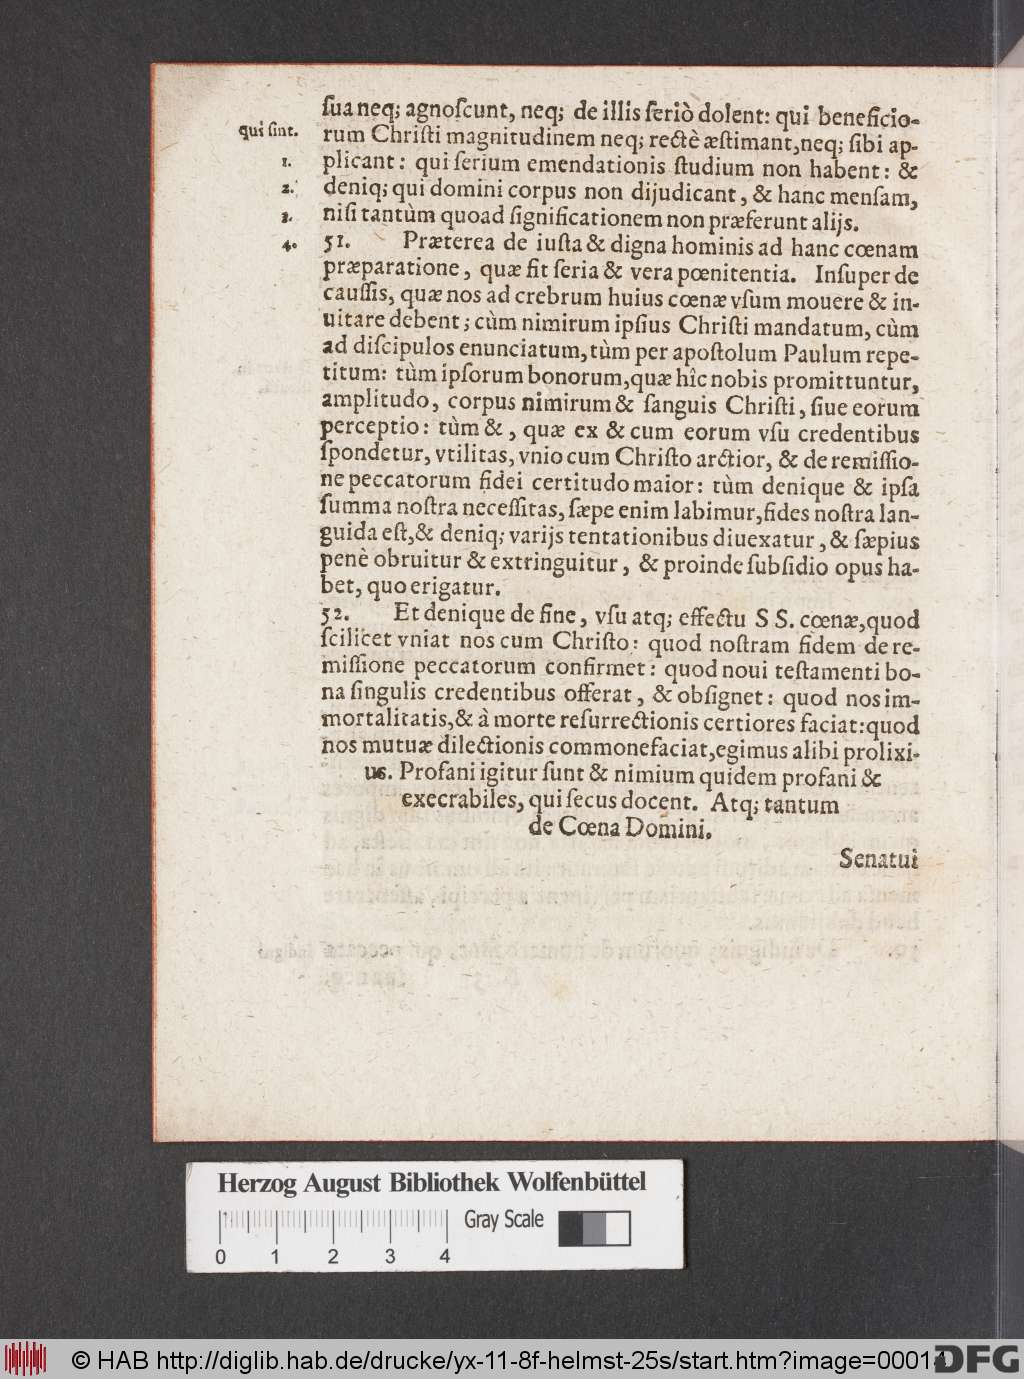 ſua neq; agnoſcunt, neq; de illis ſeriò dolent: qui beneficio-
qui ſint. rum Chriſti magnitudinem neq; rectè æſtimant,neq; ſibi ap-
1. plicant: qui ſerium emendationis ſtudium non habent: &
2. deniq; qui domini corpus non dijudicant, & hanc menſam,
3. niſi tantùm quoad ſignificationem non præferunt alijs.
4. 51. Præterea de iuſta & digna hominis ad hanc cœnam
præparatione, quæ fit ſeria & vera pœnitentia. Inſuper de
cauſſis, quæ nos ad crebrum huius cœnæ vſum mouere & in-
uitare debent; cùm nimirum ipſius Chriſti mandatum, cùm
ad diſcipulos enunciatum,tùm per apoſtolum Paulum repe-
titum: tùm ipſorum bonorum,quæ hîc nobis promittuntur,
amplitudo, corpus nimirum & ſanguis Chriſti, ſiue eorum
perceptio: tùm &, quæ ex & cum eorum vſu credentibus
ſpondetur, vtilitas, vnio cum Chriſto arctior, & de remiſſio-
ne peccatorum fidei certitudo maior: tùm denique & ipſa
ſumma noſtra neceſſitas, ſæpe enim labimur,fides noſtra lan-
guida eſt,& deniq; varijs tentationibus diuexatur, & ſæpius
penè obruitur & extringuitur, & proinde ſubſidio opus ha-
bet, quo erigatur.
52. Et denique de fine, vſu atq; effectu S S. cœnæ,quod
ſcilicet vniat nos cum Chriſto: quod noſtram fidem de re-
miſſione peccatorum confirmet: quod noui teſtamenti bo-
na ſingulis credentibus offerat, & obſignet: quod nos im-
mortalitatis,& à morte reſurrectionis certiores faciat:quod
nos mutuæ dilectionis commonefaciat,egimus alibi prolixi-
us. Profani igitur ſunt & nimium quidem profani &
execrabiles, qui ſecus docent. Atq; tantum
de Cœna Domini.
Senatui
Herzog August Bibliothek Wolfenbüttel
Gray Scale
0 1 2 3 4
© HAB http://diglib.hab.de/drucke/yx-11-8f-helmst-25s/start.htm?image=00014
DFG